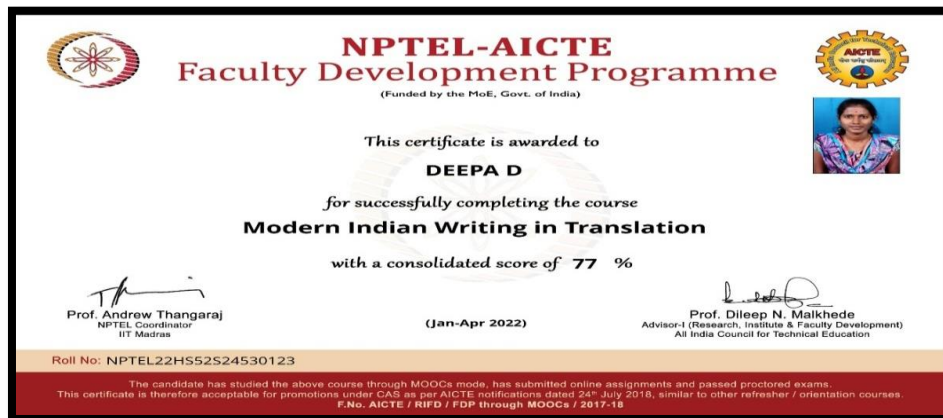 NPTEL-AICTE
Faculty Development Programme
(Funded by the MoE, Govt. of India)
AICTE
This certificate is awarded to
DEEPA D
for successfully completing the course
Modern Indian Writing in Translation
with a consolidated score of 77 %
Prof. Andrew Thangaraj
NPTEL Coordinator
IIT Madras
(Jan-Apr 2022)
Prof. Dileep N. Malkhede
Advisor-I (Research, Institute & Faculty Development)
All India Council for Technical Education
Roll No: NPTEL22HS52S24530123
The candidate has studied the above course through MOOCs mode, has submitted online assignments and passed proctored exams.
This certificate is therefore acceptable for promotions under CAS as per AICTE notifications dated 24th July 2018, similar to other refresher / orientation courses.
F.No. AICTE / RIFD / FDP through MOOCs / 2017-18